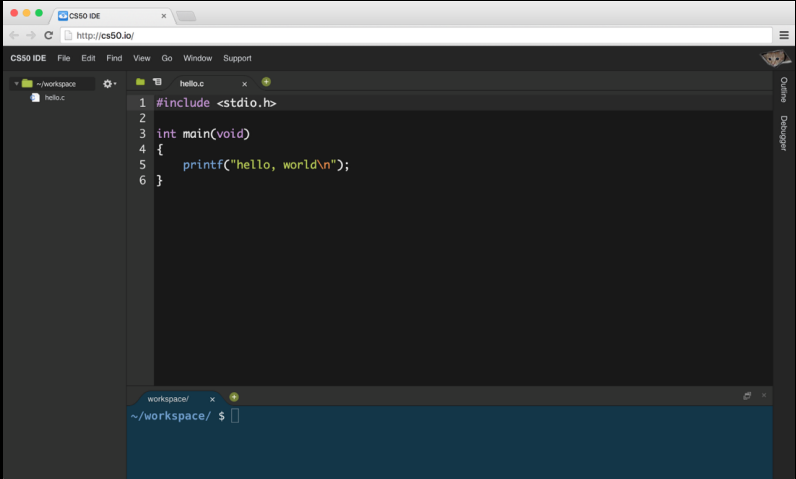 CS50 IDE
http://cs50.io/
CS50 IDE File Edit Find View Go Window Support
~/workspace
hello.c
hello.c
1 #include <stdio.h>
2
3 int main(void)
4 {
5     printf("hello, world\n");
6 }
Outline
Debugger
workspace/
~/workspace/ $